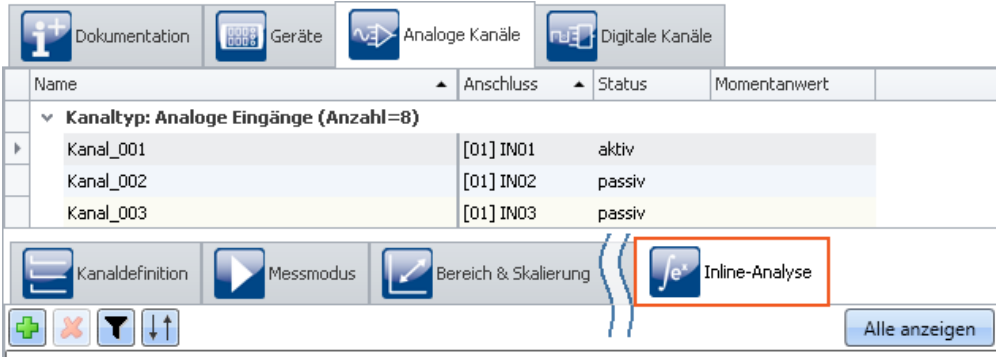 Dokumentation Geräte Analoge Kanäle Digitale Kanäle
Name Anschluss Status Momentanwert
Kanaltyp: Analoge Eingänge (Anzahl=8)
Kanal_001 [01] IN01 aktiv
Kanal_002 [01] IN02 passiv
Kanal_003 [01] IN03 passiv
Kanaldefinition Messmodus Bereich & Skalierung Inline-Analyse
Alle anzeigen